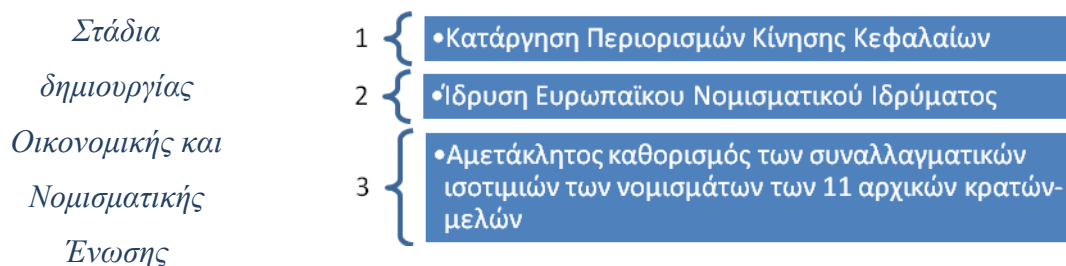 Στάδια
δημιουργίας
Οικονομικής και
Νομισματικής
Ένωσης
1
•Κατάργηση Περιορισμών Κίνησης Κεφαλαίων
2
•Ίδρυση Ευρωπαϊκου Νομισματικού Ιδρύματος
3
•Αμετάκλητος καθορισμός των συναλλαγματικών
ισοτιμιών των νομισμάτων των 11 αρχικών κρατών-
μελών